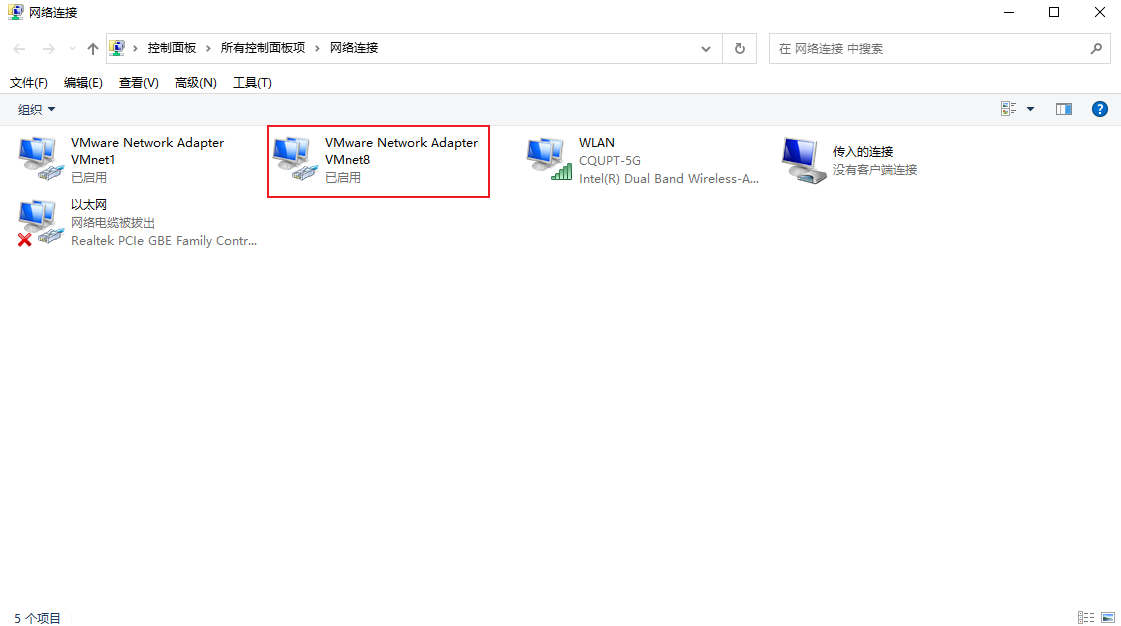 网络连接
控制面板 › 所有控制面板项 › 网络连接
在 网络连接 中搜索
文件(F) 编辑(E) 查看(V) 高级(N) 工具(T)
组织
VMware Network Adapter
VMnet1
已启用
VMware Network Adapter
VMnet8
已启用
WLAN
CQUPT-5G
Intel(R) Dual Band Wireless-A...
传入的连接
没有客户端连接
以太网
网络电缆被拔出
Realtek PCIe GBE Family Contr...
5 个项目